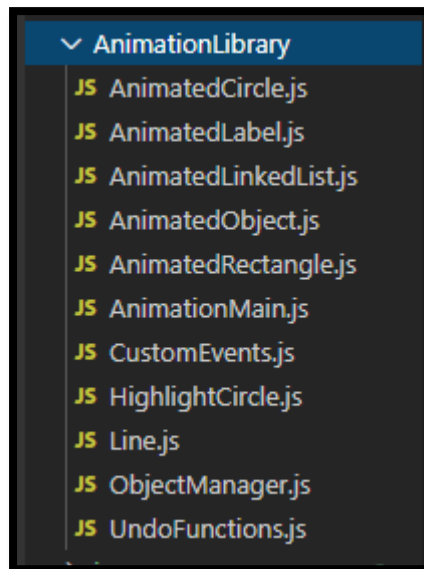 AnimationLibrary
JS AnimatedCircle.js
JS AnimatedLabel.js
JS AnimatedLinkedList.js
JS AnimatedObject.js
JS AnimatedRectangle.js
JS AnimationMain.js
JS CustomEvents.js
JS HighlightCircle.js
JS Line.js
JS ObjectManager.js
JS UndoFunctions.js